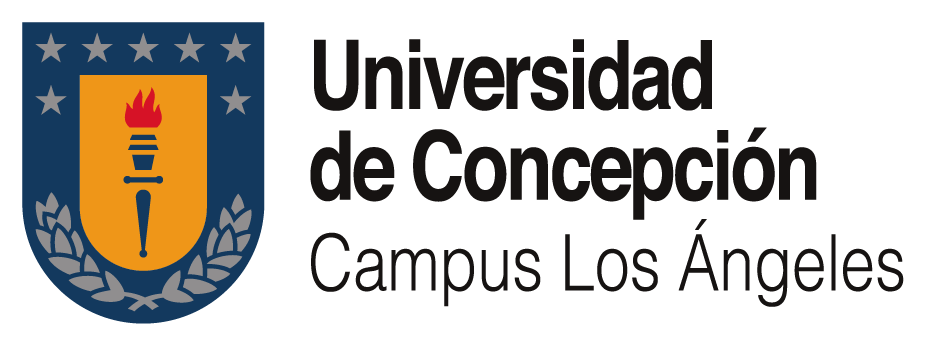 Universidad
de Concepción
Campus Los Ángeles